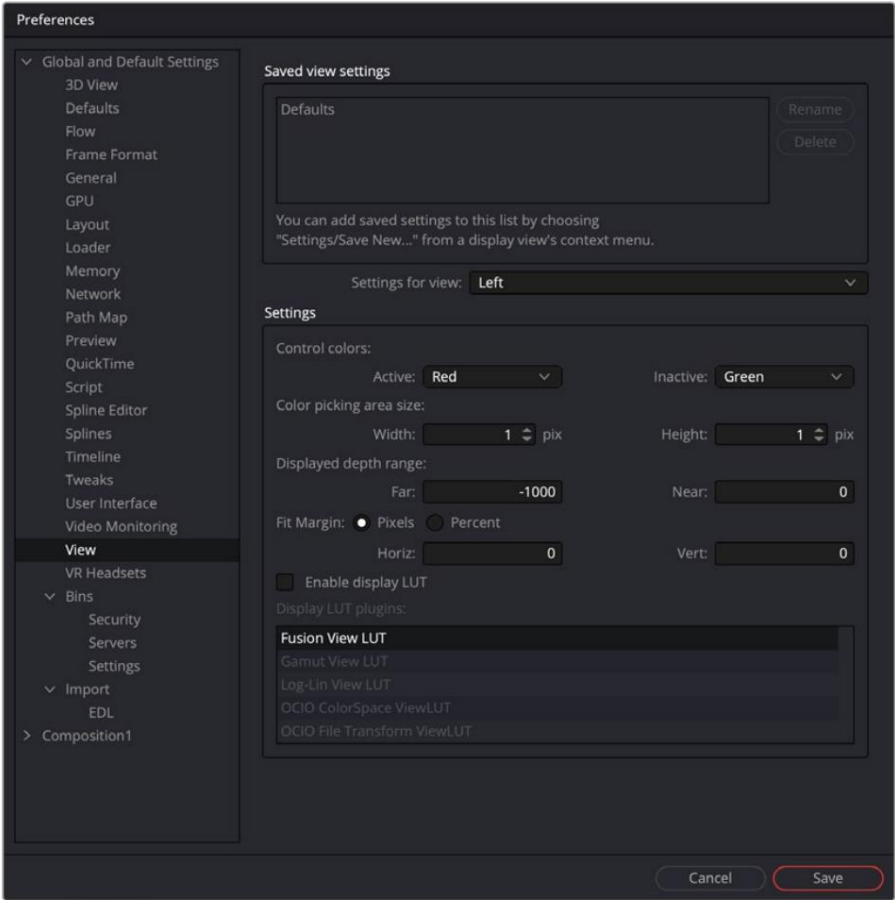 Preferences
Global and Default Settings
3D View
Defaults
Flow
Frame Format
General
GPU
Layout
Loader
Memory
Network
Path Map
Preview
QuickTime
Script
Spline Editor
Splines
Timeline
Tweaks
User Interface
Video Monitoring
View
VR Headsets
Bins
Security
Servers
Settings
Import
EDL
Composition1
Saved view settings
Defaults
Rename
Delete
You can add saved settings to this list by choosing
"Settings/Save New..." from a display view's context menu.
Settings for view: Left
Settings
Control colors:
Active: Red Inactive: Green
Color picking area size:
Width: 1 pix Height: 1 pix
Displayed depth range:
Far: -1000 Near: 0
Fit Margin: Pixels Percent
Horiz: 0 Vert: 0
Enable display LUT
Display LUT plugins:
Fusion View LUT
Gamut View LUT
Log-Lin View LUT
OCIO ColorSpace ViewLUT
OCIO File Transform ViewLUT
Cancel Save